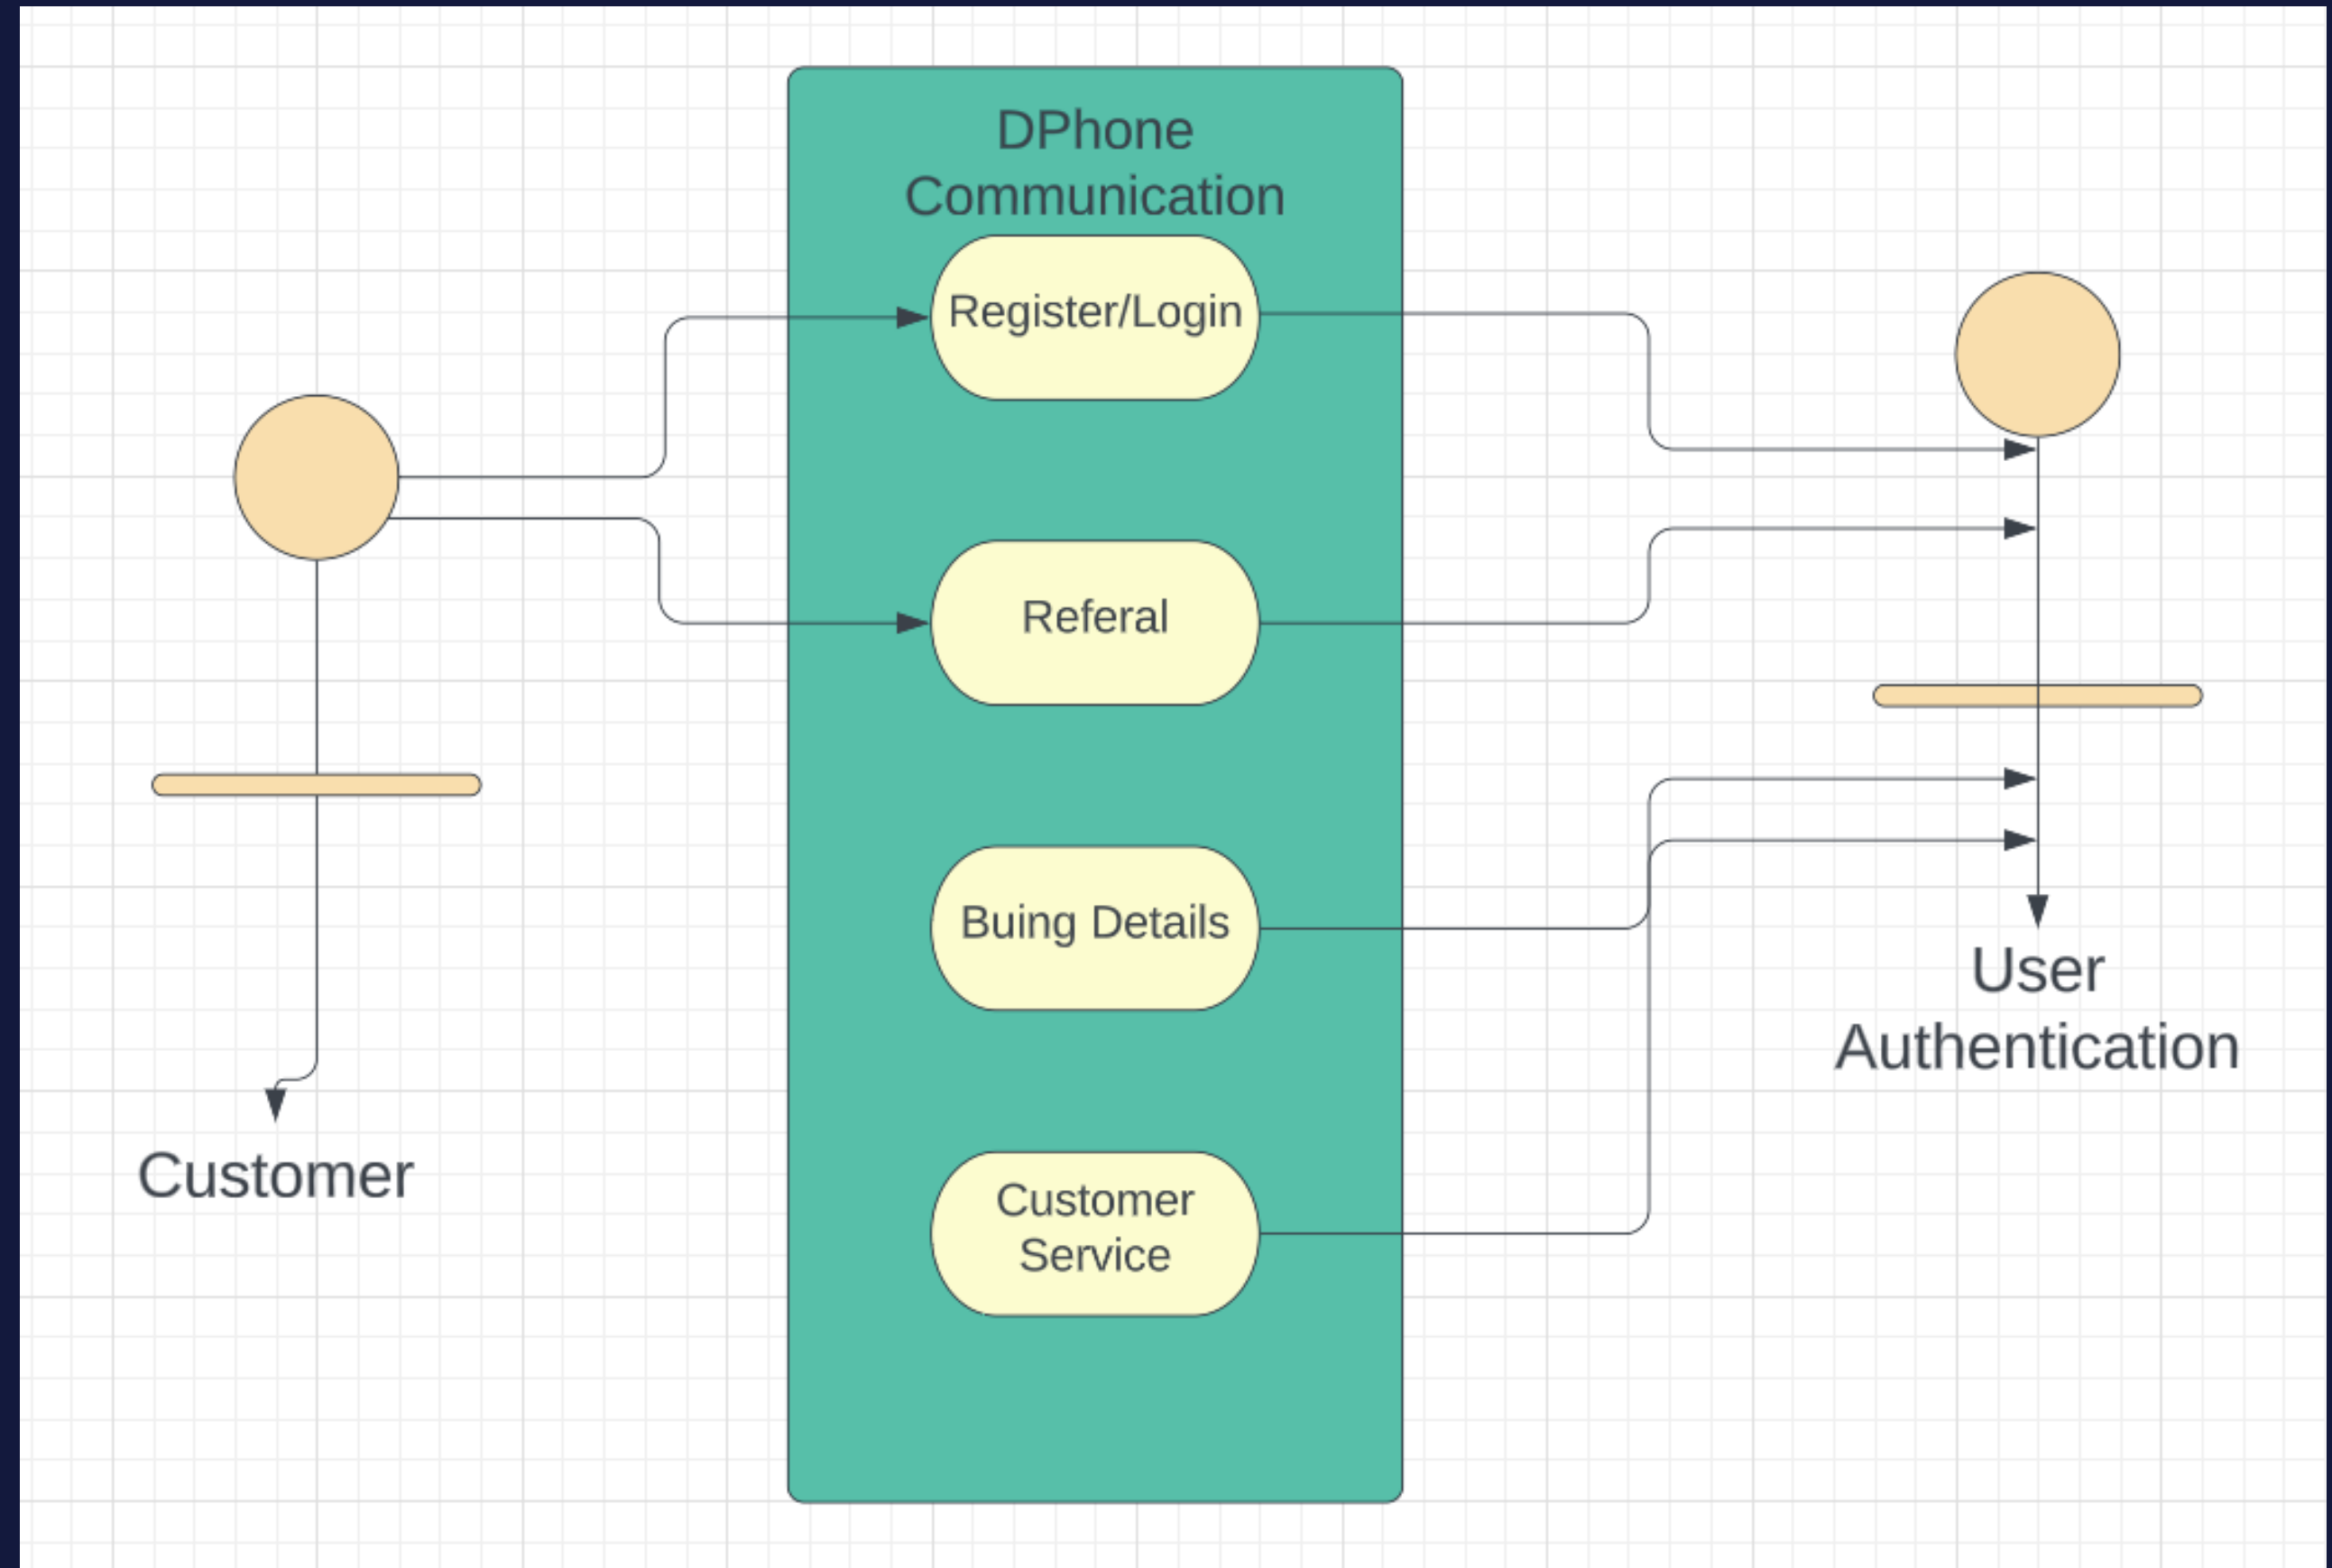 DPhone
Communication
Register/Login
Referal
Buing Details
Customer
Service
Customer
User
Authentication